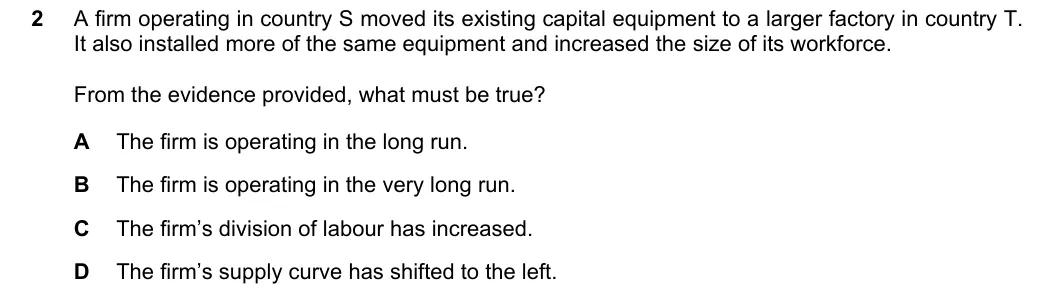 2 A firm operating in country S moved its existing capital equipment to a larger factory in country T.
It also installed more of the same equipment and increased the size of its workforce.
From the evidence provided, what must be true?
A The firm is operating in the long run.
B The firm is operating in the very long run.
C The firm's division of labour has increased.
D The firm's supply curve has shifted to the left.